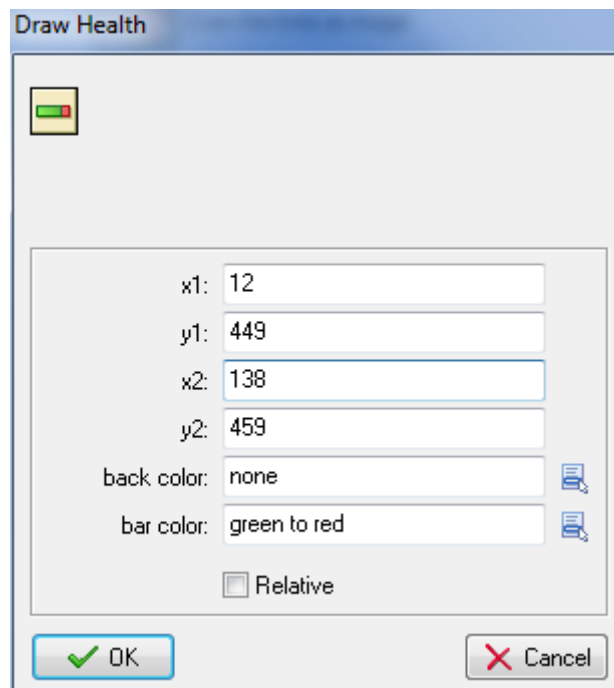 Draw Health
x1: 12
y1: 449
x2: 138
y2: 459
back color: none
bar color: green to red
Relative
OK Cancel